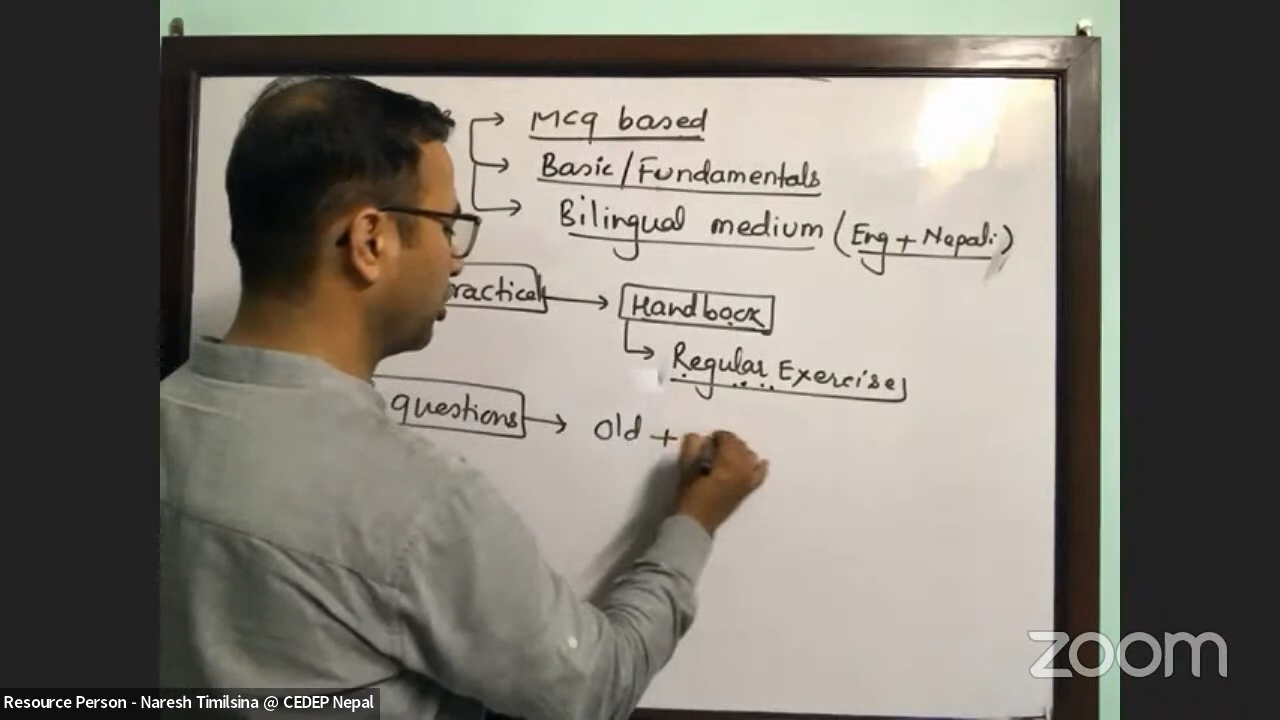 MCQ based
Basic/Fundamentals
Bilingual medium (Eng + Nepali)
ractical → Handbook
Regular Exercises
questions → Old +
zoom
Resource Person - Naresh Timilsina @ CEDEP Nepal